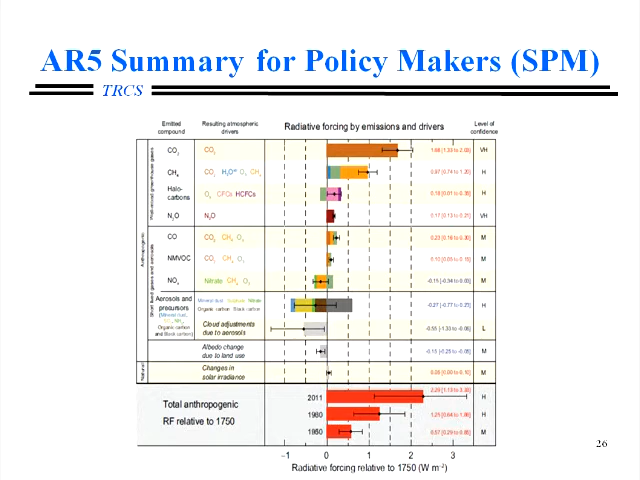 AR5 Summary for Policy Makers (SPM)
TRCS
Emitted compound
Resulting atmospheric drivers
Radiative forcing by emissions and drivers
Level of confidence
Anthropogenic
Natural
CO₂ CO₂ 1.68 [1.33 to 2.03] VH
CH₄ CO₂ H₂Oˢᵗʳ O₃ CH₄ 0.97 [0.74 to 1.20] H
Halo-carbons O₃ CFCs HCFCs 0.18 [0.01 to 0.35] H
N₂O N₂O 0.17 [0.13 to 0.21] VH
CO CO₂ CH₄ O₃ 0.23 [0.16 to 0.30] M
NMVOC CO₂ CH₄ O₃ 0.10 [0.05 to 0.15] M
NOₓ Nitrate CH₄ O₃ -0.15 [-0.34 to 0.03] M
Aerosols and precursors
(Mineral dust,
Organic carbon
and Black carbon)
Mineral dust Sulphate Nitrate
Organic carbon Black carbon
-0.27 [-0.77 to 0.23] H
Cloud adjustments due to aerosols -0.55 [-1.33 to -0.06] L
Albedo change due to land use -0.15 [-0.25 to -0.05] M
Changes in solar irradiance 0.05 [0.00 to 0.10] M
Total anthropogenic
RF relative to 1750
2011 2.29 [1.13 to 3.33] H
1980 1.25 [0.64 to 1.86] H
1950 0.57 [0.29 to 0.85] M
−1 0 1 2 3
Radiative forcing relative to 1750 (W m⁻²)
26